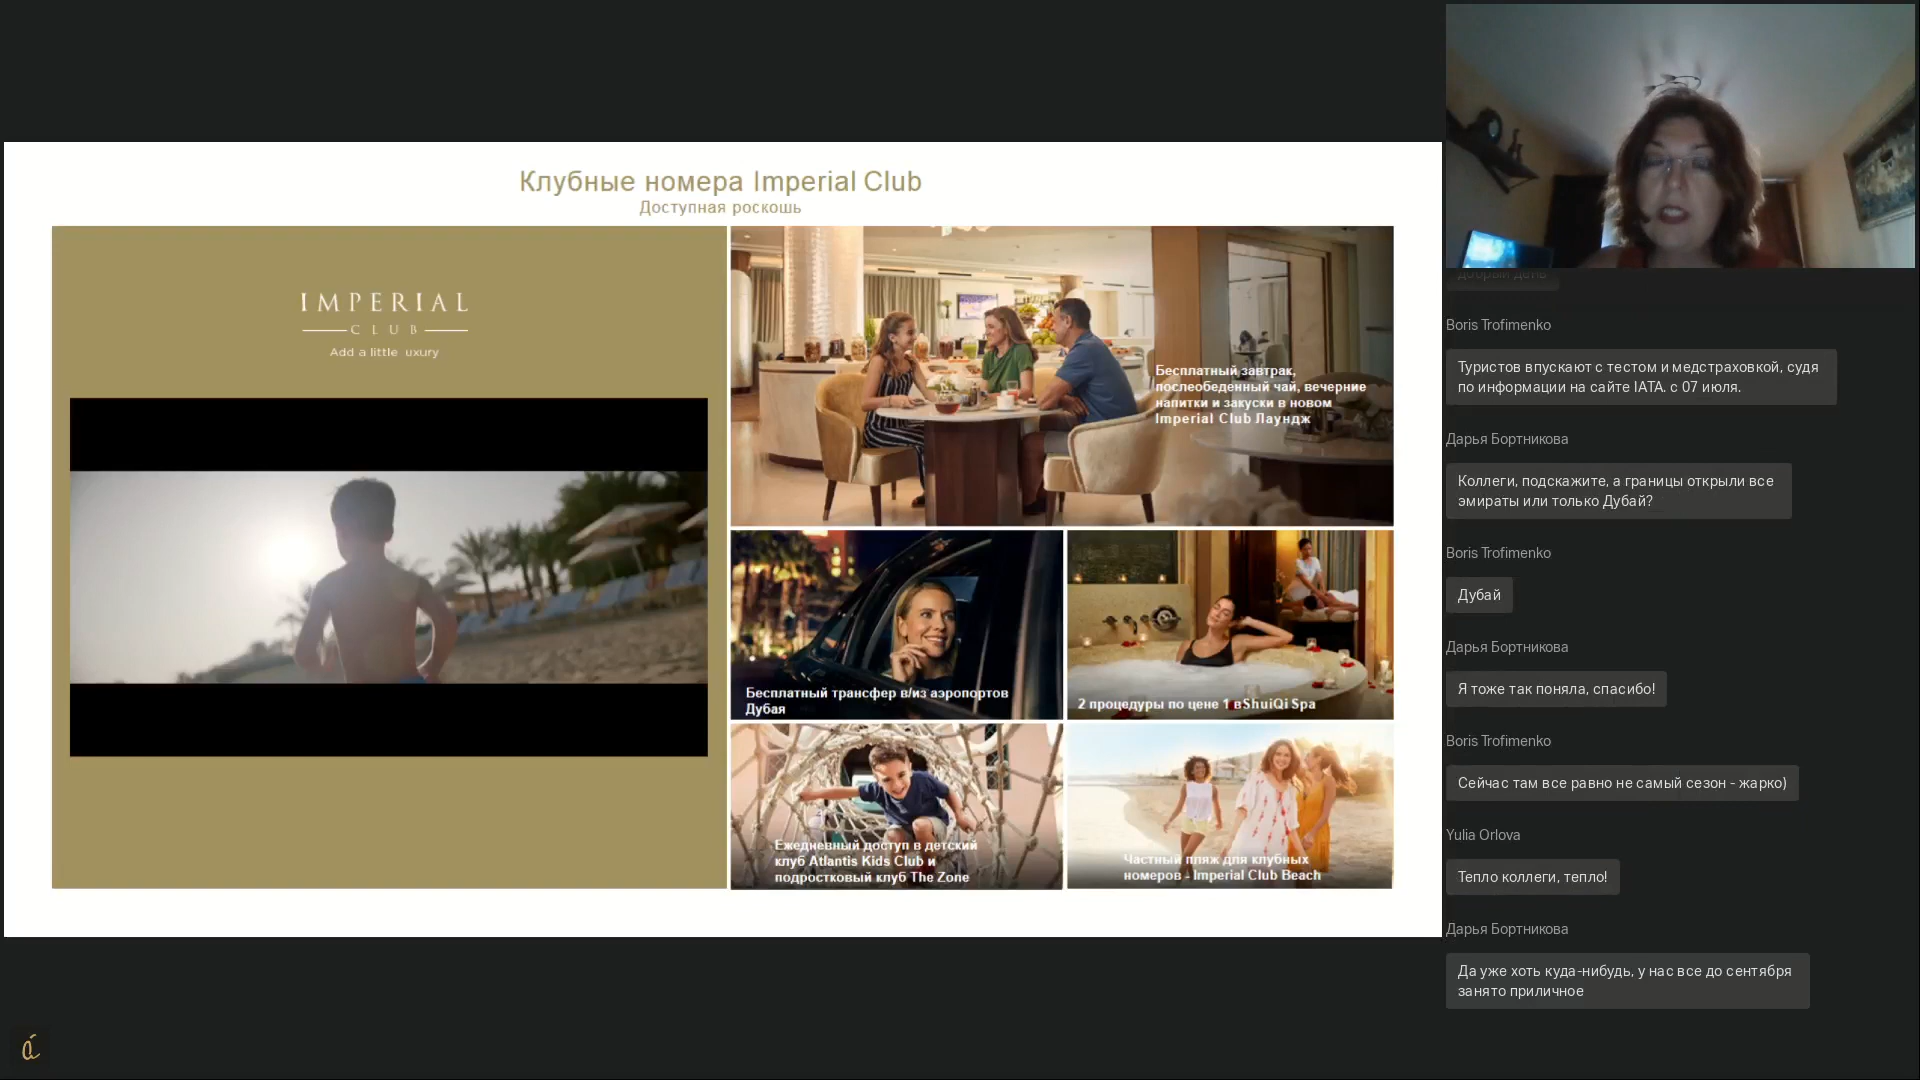 Клубные номера Imperial Club
Доступная роскошь
IMPERIAL
CLUB
Add a little uxury
Бесплатный завтрак,
послеобеденный чай, вечерние
напитки и закуски в новом
Imperial Club Лаундж
Бесплатный трансфер в/из аэропортов
Дубая
2 процедуры по цене 1 вShuiQi Spa
Ежедневный доступ в детский
клуб Atlantis Kids Club и
подростковый клуб The Zone
Частный пляж для клубных
номеров - Imperial Club Beach
á
добрый день
Boris Trofimenko
Туристов впускают с тестом и медстраховкой, судя
по информации на сайте IATA. с 07 июля.
Дарья Бортникова
Коллеги, подскажите, а границы открыли все
эмираты или только Дубай?
Boris Trofimenko
Дубай
Дарья Бортникова
Я тоже так поняла, спасибо!
Boris Trofimenko
Сейчас там все равно не самый сезон - жарко)
Yulia Orlova
Тепло коллеги, тепло!
Дарья Бортникова
Да уже хоть куда-нибудь, у нас все до сентября
занято приличное